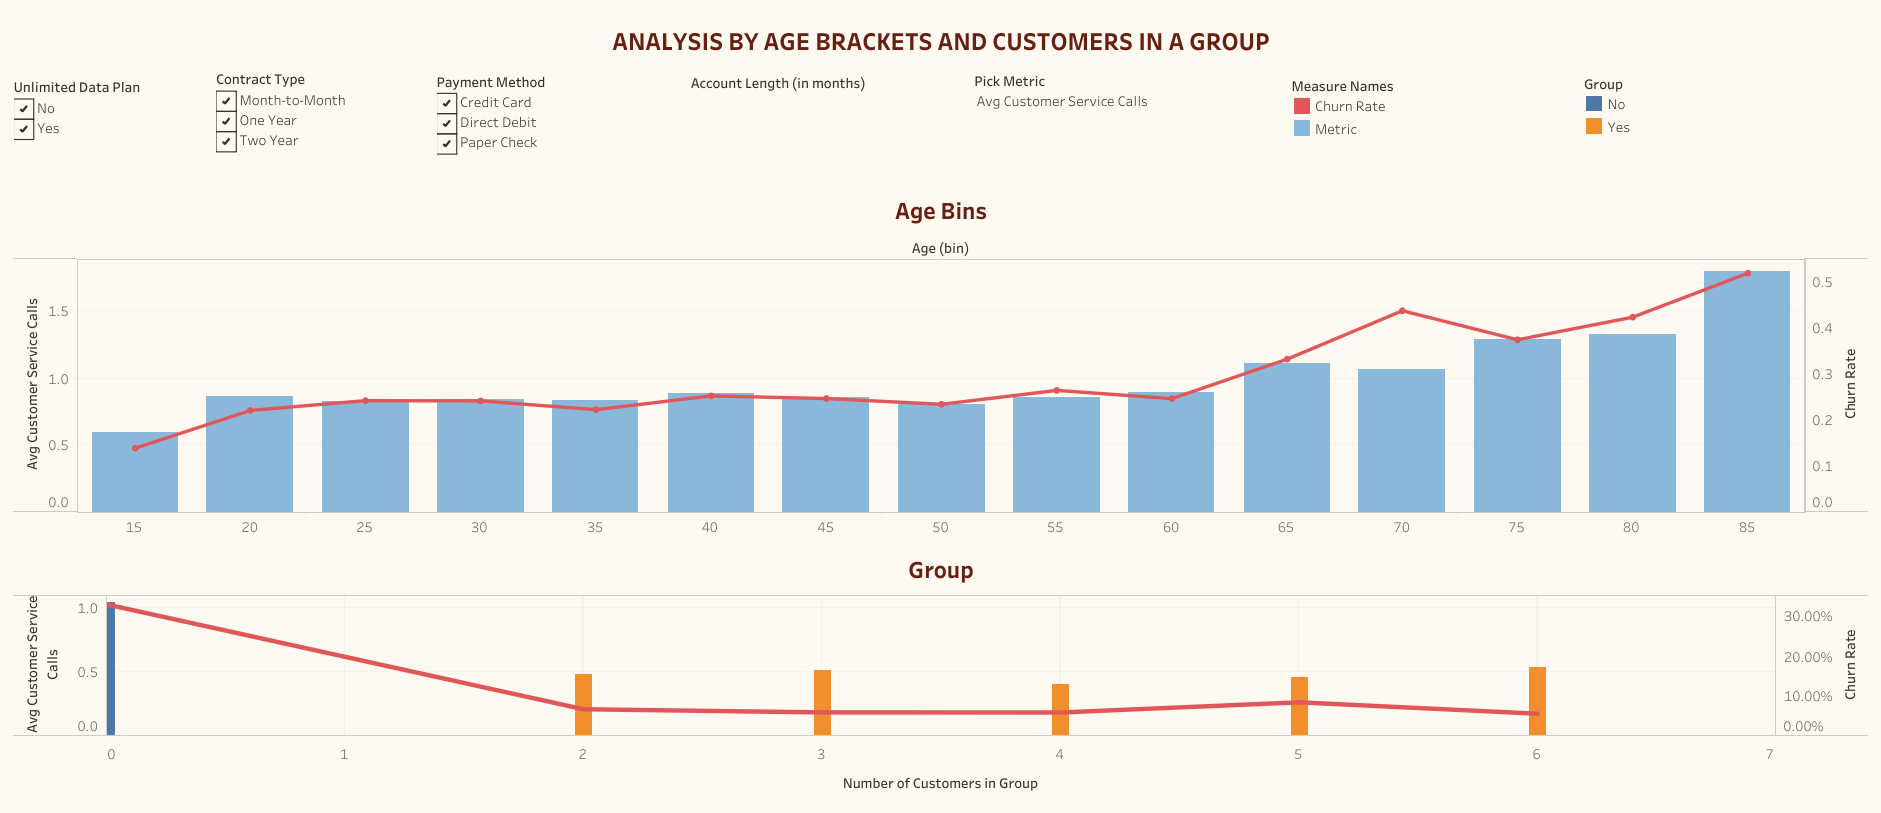 ANALYSIS BY AGE BRACKETS AND CUSTOMERS IN A GROUP
Unlimited Data Plan
No
Yes
Contract Type
Month-to-Month
One Year
Two Year
Payment Method
Credit Card
Direct Debit
Paper Check
Account Length (in months)
Pick Metric
Avg Customer Service Calls
Measure Names
Churn Rate
Metric
Group
No
Yes
Age Bins
Age (bin)
Avg Customer Service Calls
1.5
1.0
0.5
0.0
0.5
0.4
0.3
0.2
0.1
0.0
Churn Rate
15 20 25 30 35 40 45 50 55 60 65 70 75 80 85
Group
Avg Customer Service
Calls
1.0
0.5
0.0
30.00%
20.00%
10.00%
0.00%
Churn Rate
0 1 2 3 4 5 6 7
Number of Customers in Group